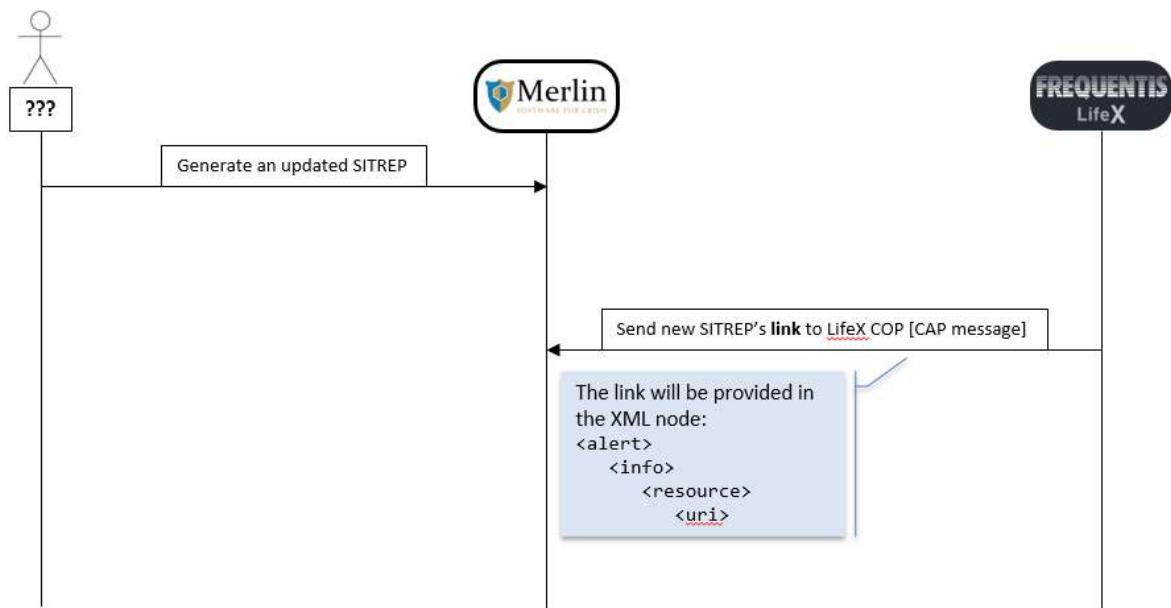 ???
Merlin
SOFTWARE FOR CRISIS
FREQUENTIS
LifeX
Generate an updated SITREP
Send new SITREP's link to LifeX COP [CAP message]
The link will be provided in
the XML node:
<alert>
<info>
<resource>
<uri>